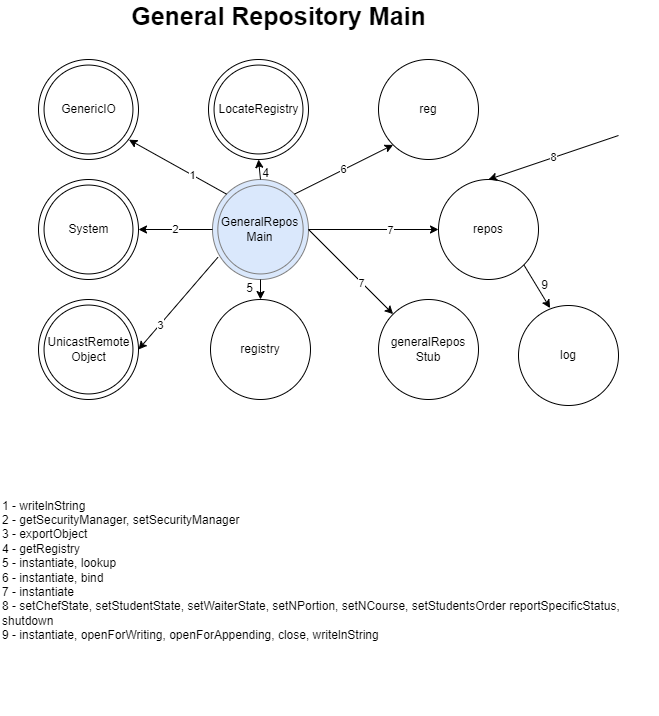 General Repository Main
GenericIO
LocateRegistry
reg
1
4
6
8
System
2
GeneralRepos
Main
7
repos
5
7
9
3
UnicastRemote
Object
registry
generalRepos
Stub
log
1 - writeInString
2 - getSecurityManager, setSecurityManager
3 - exportObject
4 - getRegistry
5 - instantiate, lookup
6 - instantiate, bind
7 - instantiate
8 - setChefState, setStudentState, setWaiterState, setNPortion, setNCourse, setStudentsOrder reportSpecificStatus,
shutdown
9 - instantiate, openForWriting, openForAppending, close, writeInString